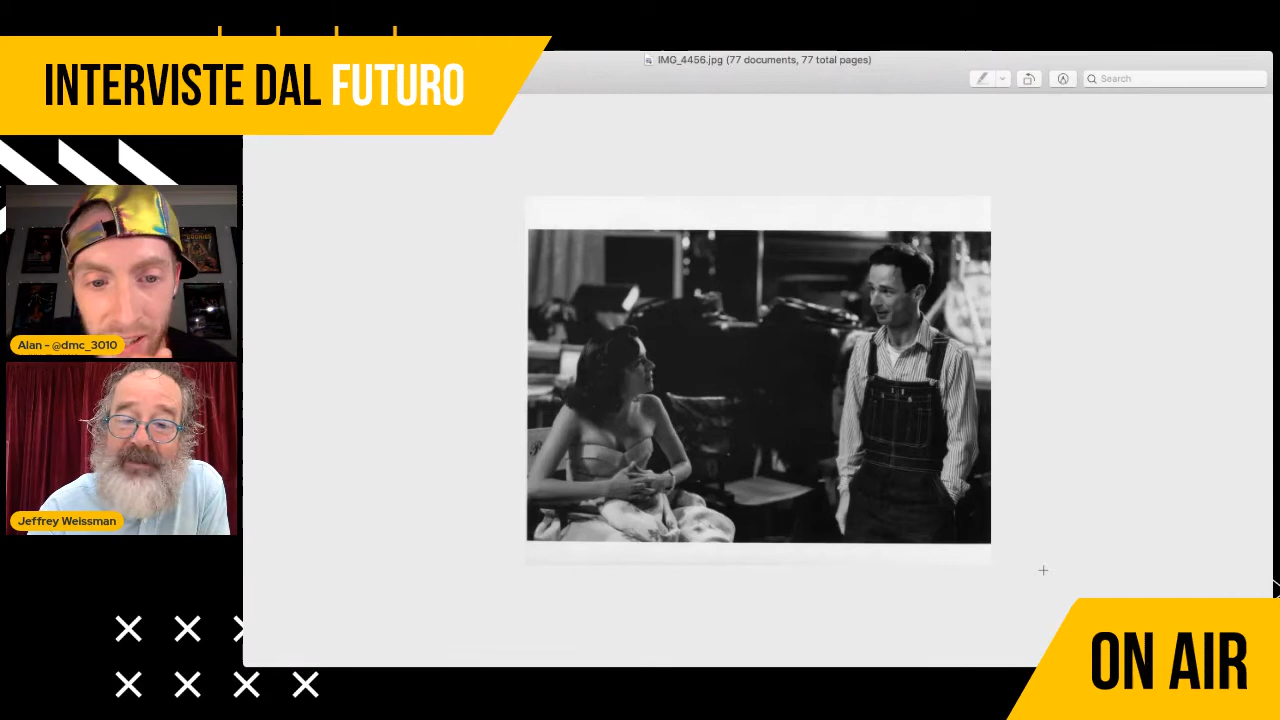 INTERVISTE DAL FUTURO
IMG_4456.jpg (77 documents, 77 total pages)
Search
Alan - @dmc_3010
Jeffrey Weissman
ON AIR